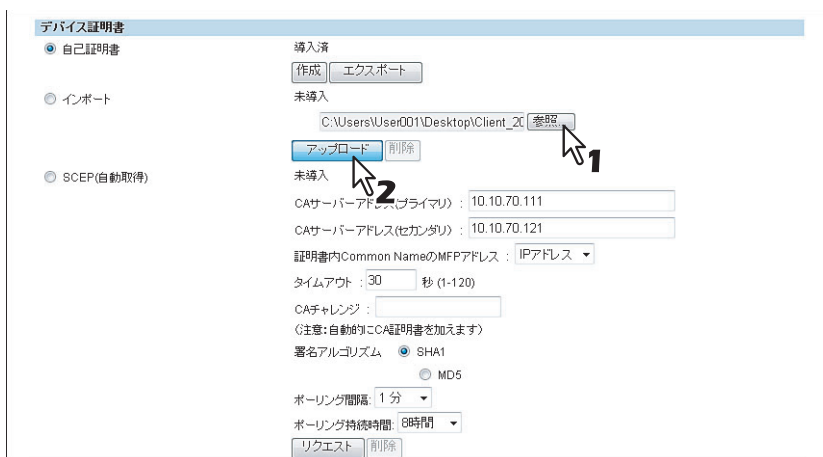 デバイス証明書
自己証明書 導入済
作成 エクスポート
インポート 未導入
C:\Users\User001\Desktop\Client_20 参照...
1
アップロード 削除
2
SCEP(自動取得) 未導入
CAサーバーアドレス(プライマリ) : 10.10.70.111
CAサーバーアドレス(セカンダリ) : 10.10.70.121
証明書内Common NameのMFPアドレス : IPアドレス
タイムアウト : 30 秒 (1-120)
CAチャレンジ :
(注意:自動的にCA証明書を加えます)
署名アルゴリズム SHA1
MD5
ポーリング間隔: 1 分
ポーリング持続時間: 8時間
リクエスト 削除